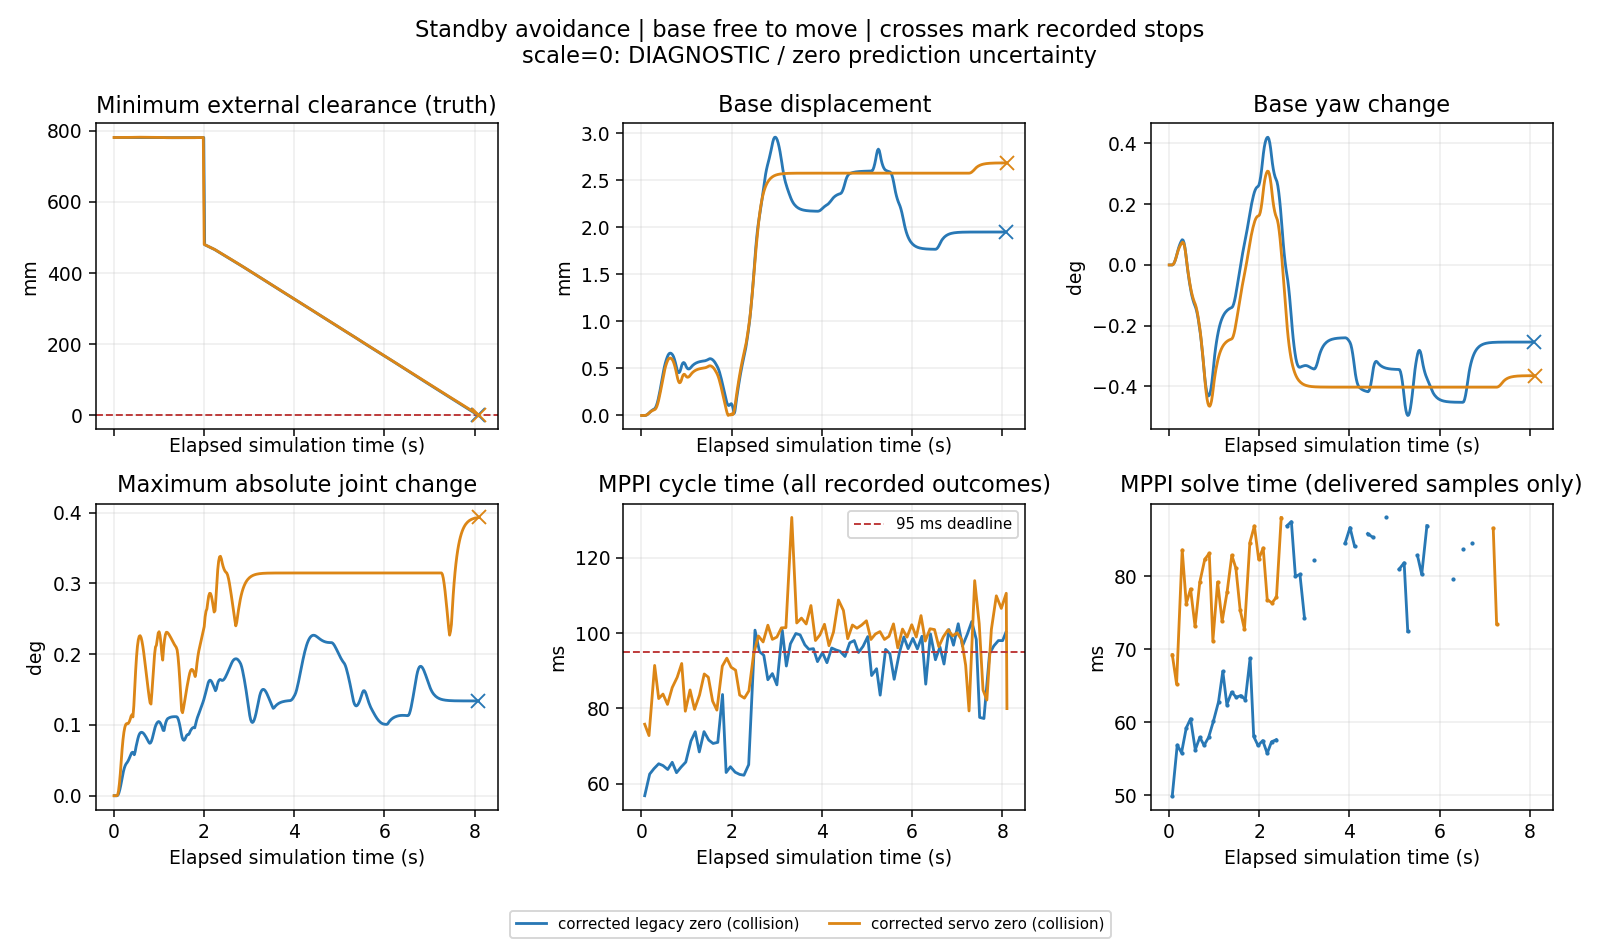 Standby avoidance | base free to move | crosses mark recorded stops
scale=0: DIAGNOSTIC / zero prediction uncertainty
Minimum external clearance (truth)
800
600
400
200
0
mm
Elapsed simulation time (s)
Base displacement
3.0
2.5
2.0
1.5
1.0
0.5
0.0
mm
Elapsed simulation time (s)
Base yaw change
0.4
0.2
0.0
−0.2
−0.4
deg
Elapsed simulation time (s)
Maximum absolute joint change
0.4
0.3
0.2
0.1
0.0
deg
0 2 4 6 8
Elapsed simulation time (s)
MPPI cycle time (all recorded outcomes)
95 ms deadline
120
100
80
60
ms
0 2 4 6 8
Elapsed simulation time (s)
MPPI solve time (delivered samples only)
80
70
60
50
ms
0 2 4 6 8
Elapsed simulation time (s)
corrected legacy zero (collision) corrected servo zero (collision)